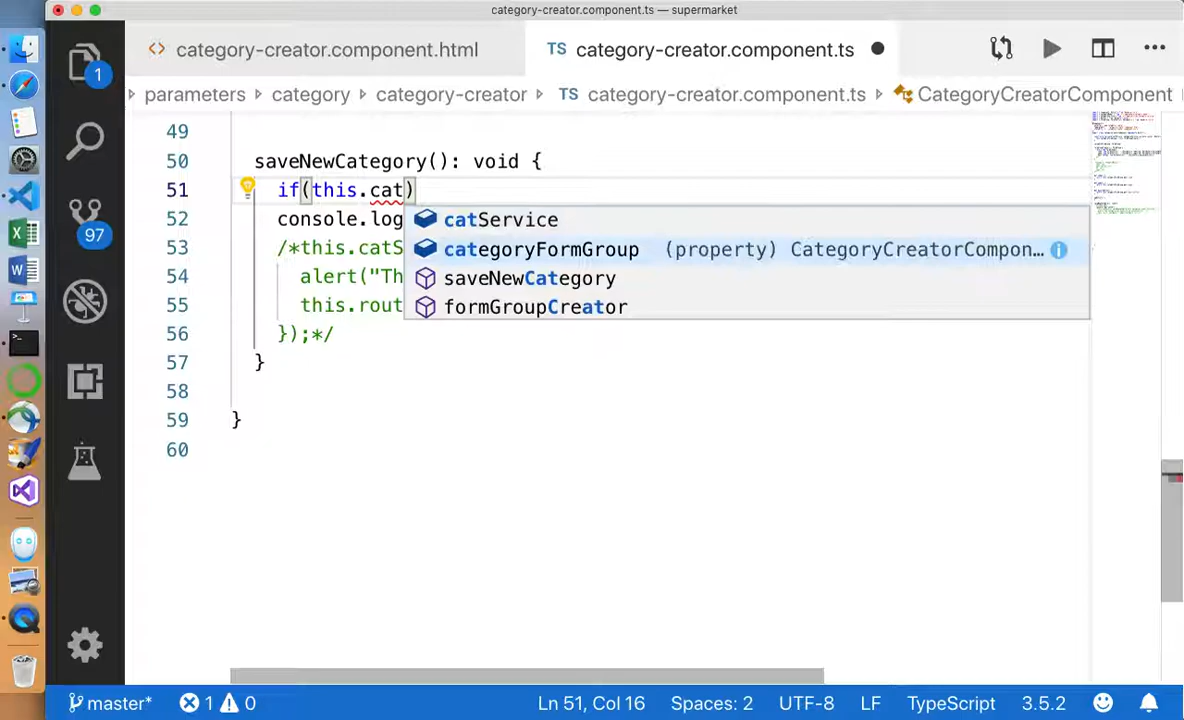 category-creator.component.ts — supermarket
category-creator.component.html
TS category-creator.component.ts
1
parameters category category-creator TS category-creator.component.ts CategoryCreatorComponent
49
50 saveNewCategory(): void {
51 if(this.cat)
52 console.log
53 /*this.catS
54 alert("Th
55 this.rout
56 });*/
57 }
58
59 }
60
catService
categoryFormGroup (property) CategoryCreatorCompon…
saveNewCategory
formGroupCreator
97
master* 1 0 Ln 51, Col 16 Spaces: 2 UTF-8 LF TypeScript 3.5.2